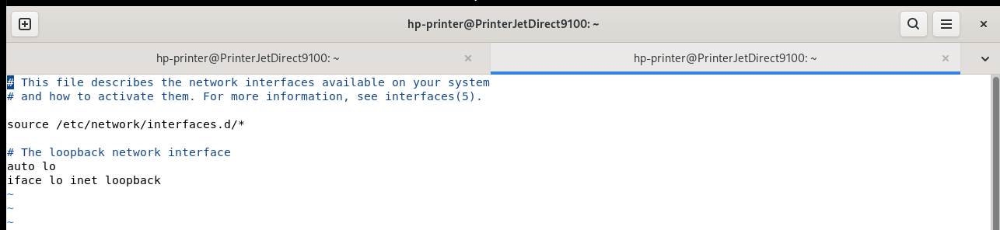 hp-printer@PrinterJetDirect9100: ~
hp-printer@PrinterJetDirect9100: ~
hp-printer@PrinterJetDirect9100: ~
# This file describes the network interfaces available on your system
# and how to activate them. For more information, see interfaces(5).
source /etc/network/interfaces.d/*
# The loopback network interface
auto lo
iface lo inet loopback
~
~
~